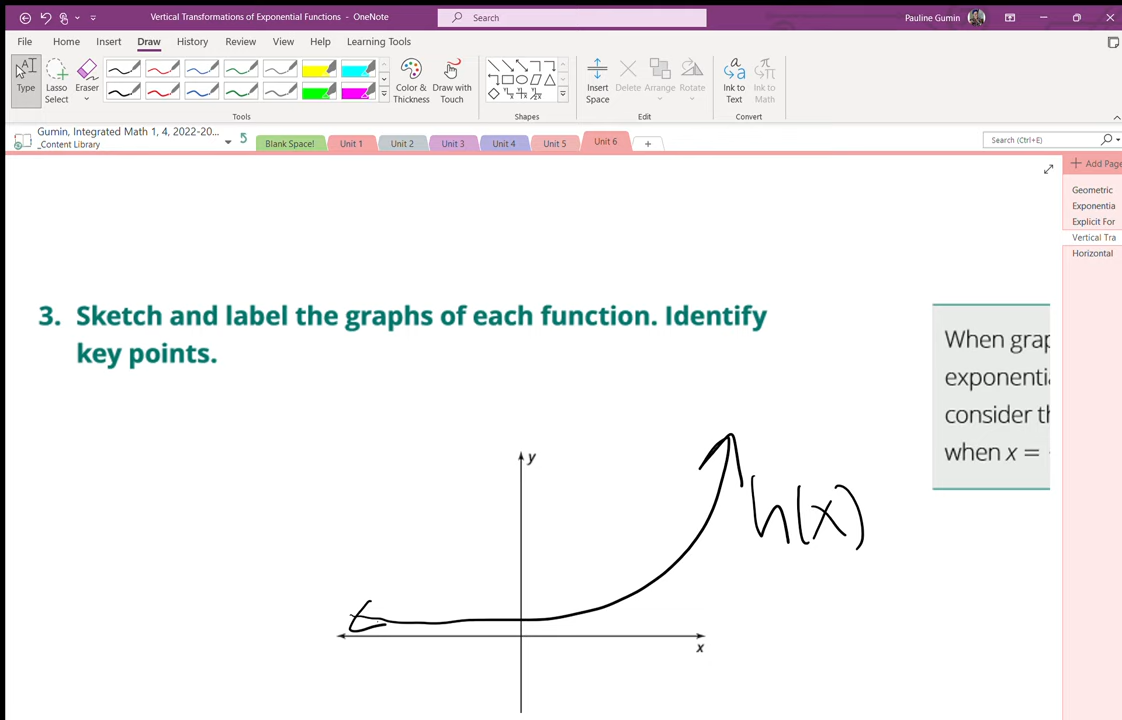 Vertical Transformations of Exponential Functions - OneNote
Search
Pauline Gumin
File Home Insert Draw History Review View Help Learning Tools
Type
Lasso Select
Eraser
Color & Thickness
Draw with Touch
Insert Space
Delete
Arrange
Rotate
Ink to Text
Ink to Math
Tools Shapes Edit Convert
Gumin, Integrated Math 1, 4, 2022-20...
_Content Library
Blank Space! Unit 1 Unit 2 Unit 3 Unit 4 Unit 5 Unit 6
Search (Ctrl+E)
Add Page
Geometric
Exponentia
Explicit For
Vertical Tra
Horizontal
3. Sketch and label the graphs of each function. Identify
key points.
When grap
exponentia
consider th
when x =
y
h(x)
x